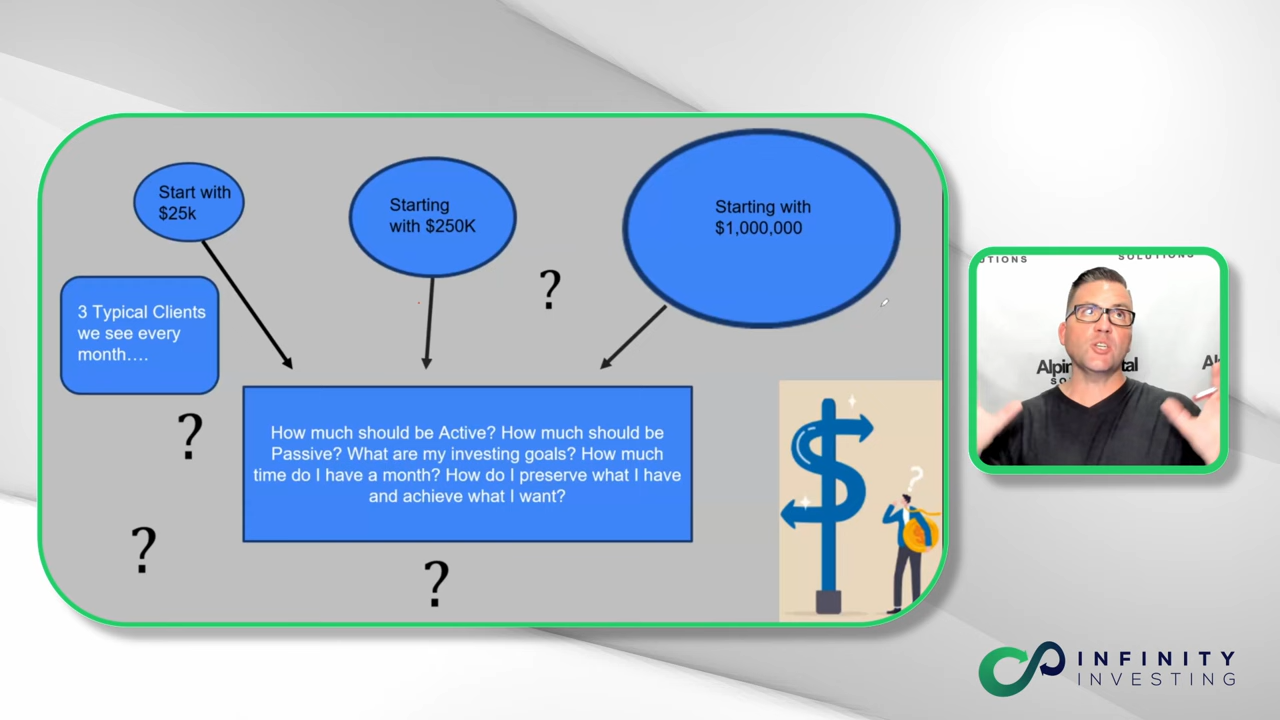 Start with
$25k
Starting
with $250K
Starting with
$1,000,000
?
3 Typical Clients
we see every
month….
?
How much should be Active? How much should be
Passive? What are my investing goals? How much
time do I have a month? How do I preserve what I have
and achieve what I want?
?
?
?
SOLUTIONS
INFINITY
INVESTING